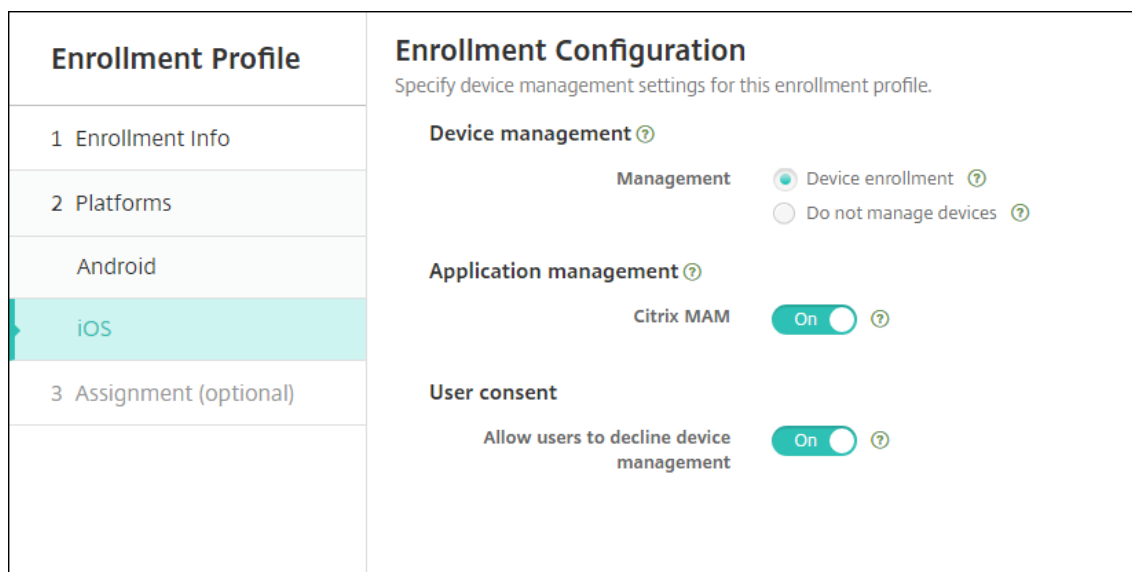 Enrollment Profile
1 Enrollment Info
2 Platforms
Android
iOS
3 Assignment (optional)
Enrollment Configuration
Specify device management settings for this enrollment profile.
Device management ?
Management
Device enrollment ?
Do not manage devices ?
Application management ?
Citrix MAM
On ?
User consent
Allow users to decline device
management
On ?